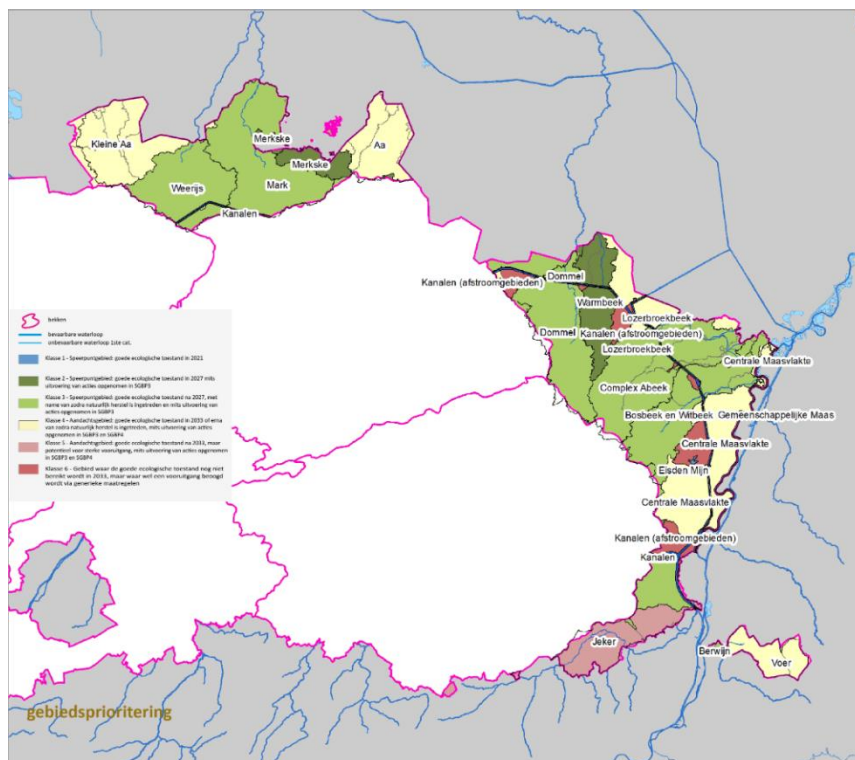 Kleine Aa
Merkske
Aa
Merkske
Weerijs
Mark
Kanalen
Dommel
Kanalen (afstroomgebieden)
Warmbeek
Lozerbroekbeek
Dommel
Kanalen (afstroomgebieden)
Lozerbroekbeek
Centrale Maasvlakte
Complex Abeek
Bosbeek en Witbeek
Gemeenschappelijke Maas
Centrale Maasvlakte
Eisden Mijn
Centrale Maasvlakte
Kanalen (afstroomgebieden)
Kanalen
Jeker
Berwijn
Voer
bekken
bevaarbare waterloop
onbevaarbare waterloop 1ste cat.
Klasse 1 - Speerpuntgebied: goede ecologische toestand in 2021
Klasse 2 - Speerpuntgebied: goede ecologische toestand in 2027 mits
uitvoering van acties opgenomen in SGBP3
Klasse 3 - Speerpuntgebied: goede ecologische toestand na 2027, met
name van zodra natuurlijk herstel is ingetreden en mits uitvoering van
acties opgenomen in SGBP3
Klasse 4 - Aandachtsgebied: goede ecologische toestand in 2033 of erna
van zodra natuurlijk herstel is ingetreden, mits uitvoering van acties
opgenomen in SGBP3 en SGBP4
Klasse 5 - Aandachtsgebied: goede ecologische toestand na 2033, maar
potentieel voor sterke vooruitgang, mits uitvoering van acties opgenomen
in SGBP3 en SGBP4
Klasse 6 - Gebied waar de goede ecologische toestand nog niet
bereikt wordt in 2033, maar waar wel een vooruitgang beoogd
wordt via generieke maatregelen
gebiedsprioritering